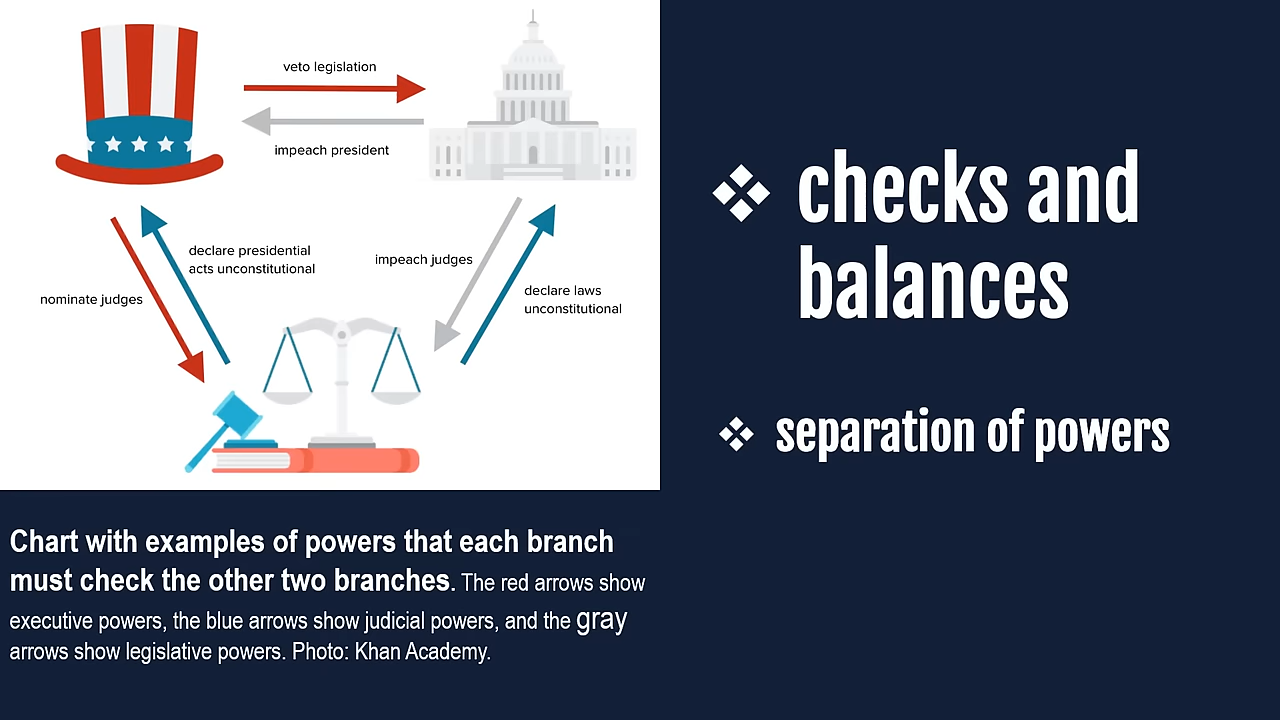 veto legislation
impeach president
declare presidential
acts unconstitutional
nominate judges
impeach judges
declare laws
unconstitutional
Chart with examples of powers that each branch
must check the other two branches. The red arrows show
executive powers, the blue arrows show judicial powers, and the gray
arrows show legislative powers. Photo: Khan Academy.
❖ checks and
balances
❖ separation of powers